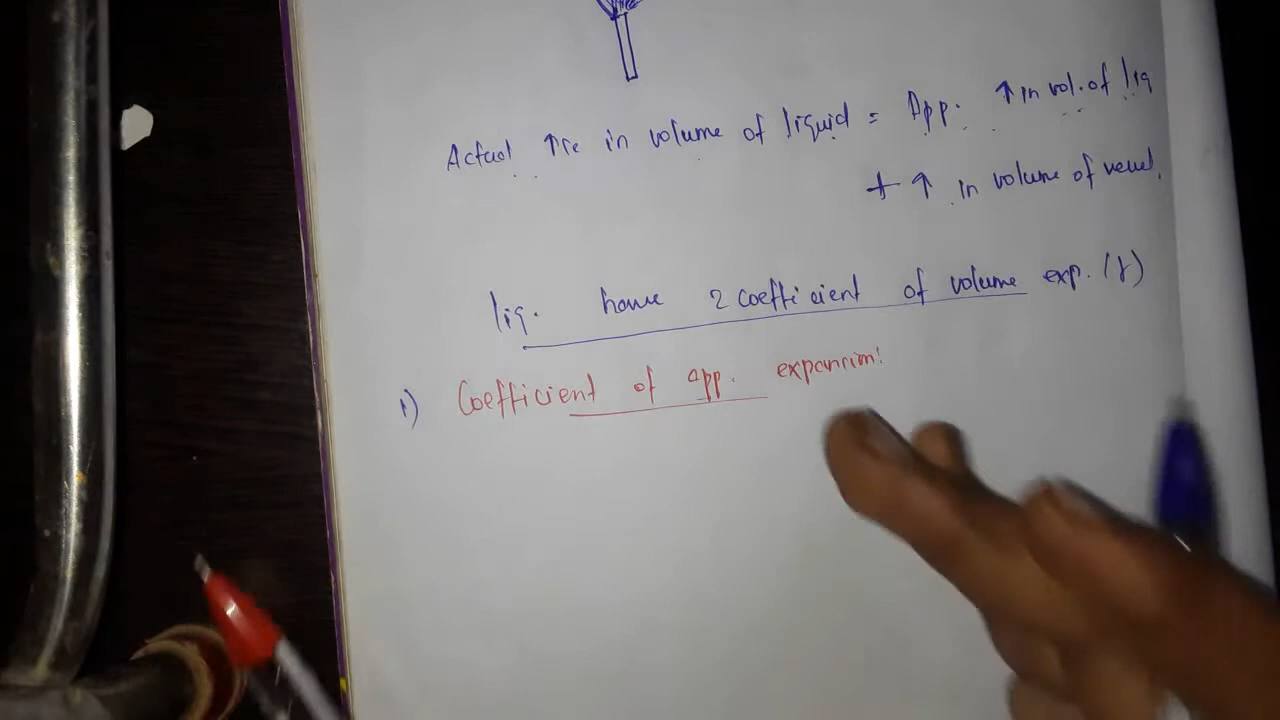 Actual ↑se in volume of liquid = App. ↑ in vol. of liq
+ ↑ in volume of vessel.
liq. have 2 coefficient of volume exp. (γ)
1) Coefficient of app. expansion: